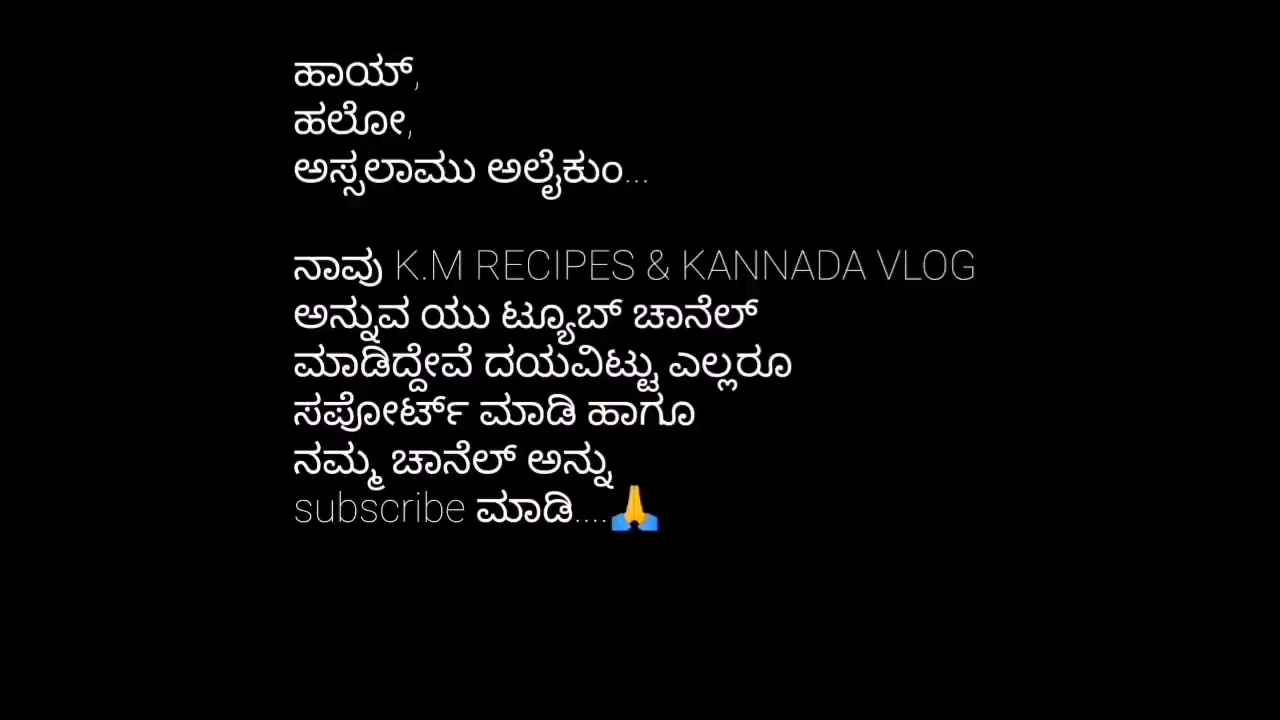 ಹಾಯ್,
ಹಲೋ,
ಅಸ್ಸಲಾಮು ಅಲೈಕುಂ...
ನಾವು K.M RECIPES & KANNADA VLOG
ಅನ್ನುವ ಯು ಟ್ಯೂಬ್ ಚಾನೆಲ್
ಮಾಡಿದ್ದೇವೆ ದಯವಿಟ್ಟು ಎಲ್ಲರೂ
ಸಪೋರ್ಟ್ ಮಾಡಿ ಹಾಗೂ
ನಮ್ಮ ಚಾನೆಲ್ ಅನ್ನು
subscribe ಮಾಡಿ....🙏